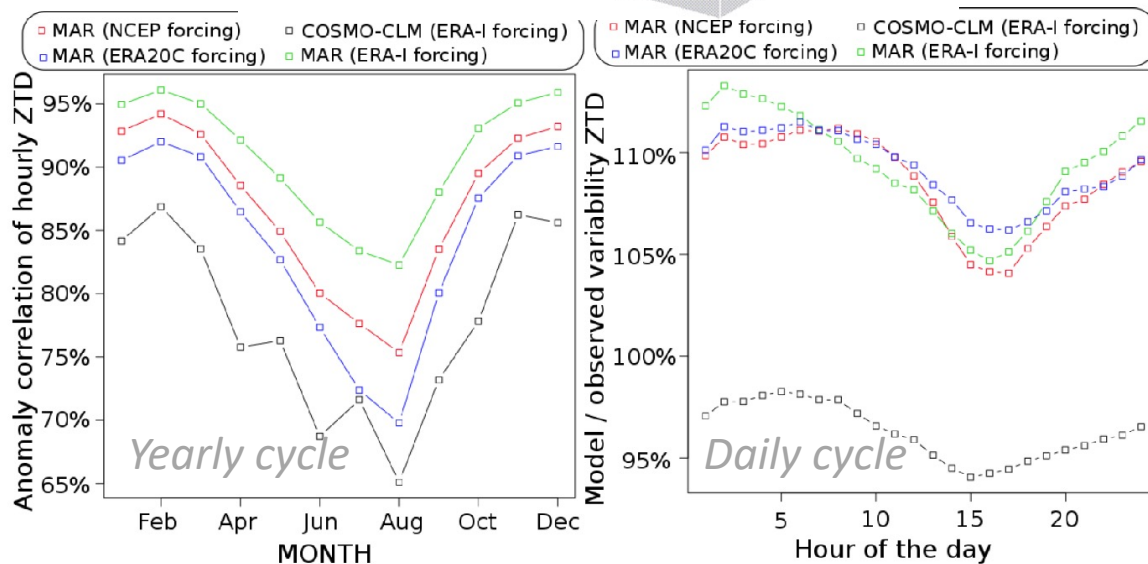 MAR (NCEP forcing) COSMO-CLM (ERA-I forcing)
MAR (ERA20C forcing) MAR (ERA-I forcing)
Anomaly correlation of hourly ZTD
95%
90%
85%
80%
75%
70%
65%
Yearly cycle
Feb Apr Jun Aug Oct Dec
MONTH
MAR (NCEP forcing) COSMO-CLM (ERA-I forcing)
MAR (ERA20C forcing) MAR (ERA-I forcing)
Model / observed variability ZTD
110%
105%
100%
95%
Daily cycle
5 10 15 20
Hour of the day